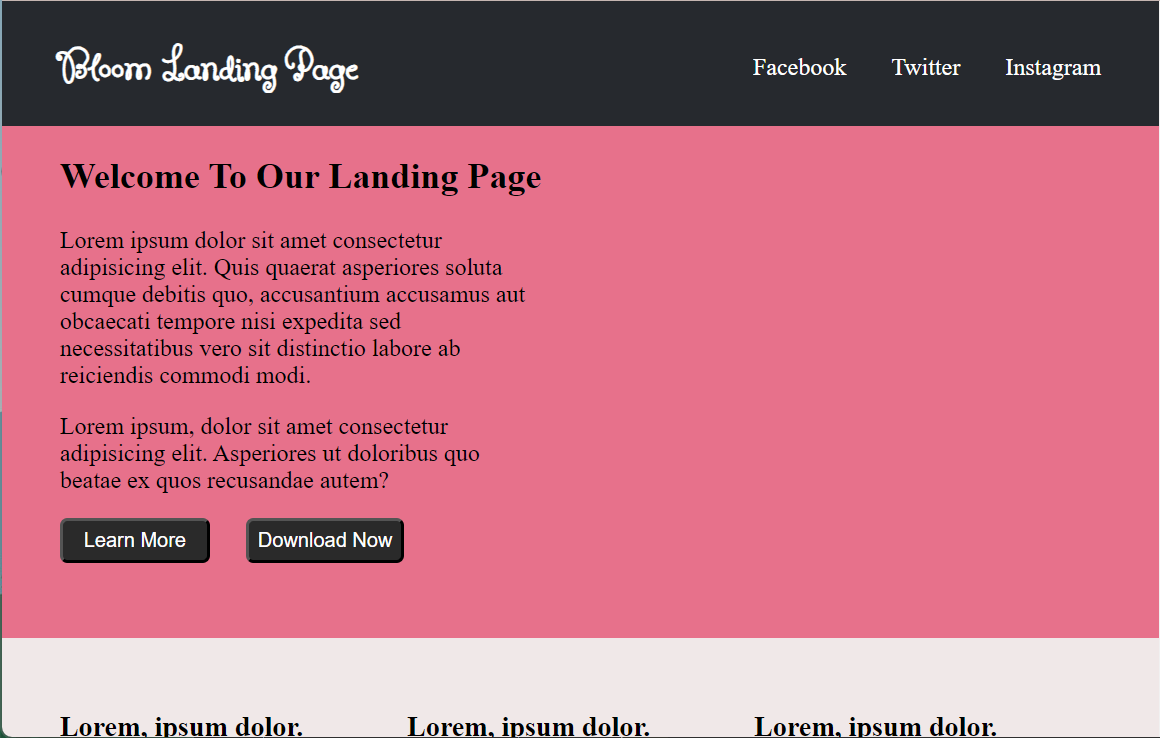 Bloom Landing Page
Facebook Twitter Instagram
Welcome To Our Landing Page
Lorem ipsum dolor sit amet consectetur
adipisicing elit. Quis quaerat asperiores soluta
cumque debitis quo, accusantium accusamus aut
obcaecati tempore nisi expedita sed
necessitatibus vero sit distinctio labore ab
reiciendis commodi modi.
Lorem ipsum, dolor sit amet consectetur
adipisicing elit. Asperiores ut doloribus quo
beatae ex quos recusandae autem?
Learn More Download Now
Lorem, ipsum dolor. Lorem, ipsum dolor. Lorem, ipsum dolor.